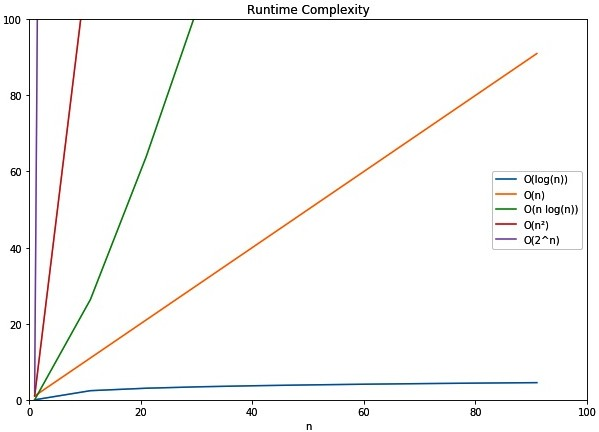 Runtime Complexity
100
80
60
40
20
0
O(log(n))
O(n)
O(n log(n))
O(n²)
O(2^n)
0 20 40 60 80 100
n